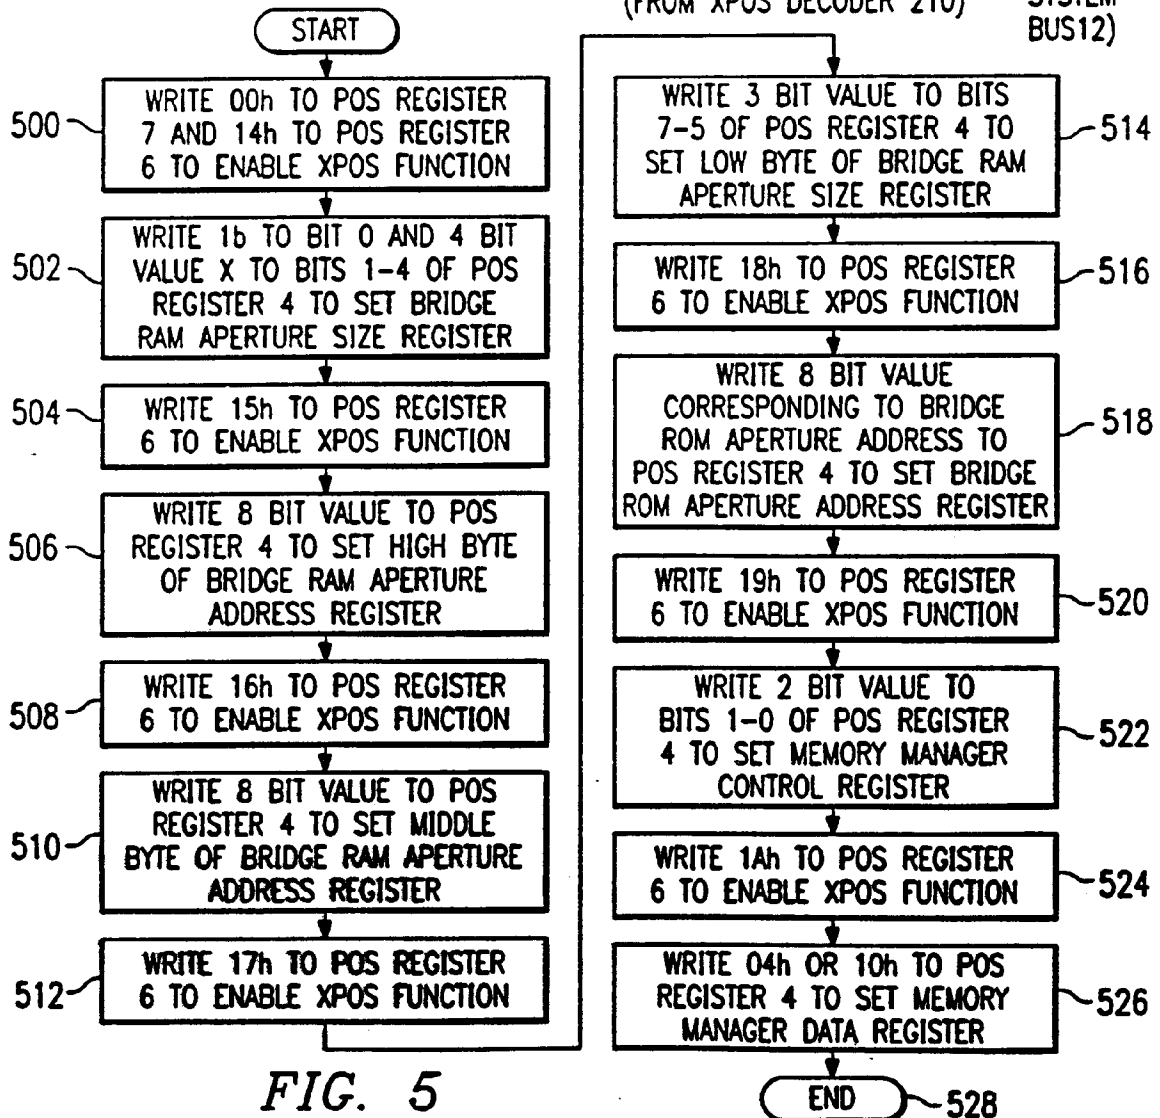 (FROM XPOS DECODER 210)
SYSTEM
BUS12)
START
500
WRITE 00h TO POS REGISTER
7 AND 14h TO POS REGISTER
6 TO ENABLE XPOS FUNCTION
502
WRITE 1b TO BIT 0 AND 4 BIT
VALUE X TO BITS 1-4 OF POS
REGISTER 4 TO SET BRIDGE
RAM APERTURE SIZE REGISTER
504
WRITE 15h TO POS REGISTER
6 TO ENABLE XPOS FUNCTION
506
WRITE 8 BIT VALUE TO POS
REGISTER 4 TO SET HIGH BYTE
OF BRIDGE RAM APERTURE
ADDRESS REGISTER
508
WRITE 16h TO POS REGISTER
6 TO ENABLE XPOS FUNCTION
510
WRITE 8 BIT VALUE TO POS
REGISTER 4 TO SET MIDDLE
BYTE OF BRIDGE RAM APERTURE
ADDRESS REGISTER
512
WRITE 17h TO POS REGISTER
6 TO ENABLE XPOS FUNCTION
WRITE 3 BIT VALUE TO BITS
7-5 OF POS REGISTER 4 TO
SET LOW BYTE OF BRIDGE RAM
APERTURE SIZE REGISTER
514
WRITE 18h TO POS REGISTER
6 TO ENABLE XPOS FUNCTION
516
WRITE 8 BIT VALUE
CORRESPONDING TO BRIDGE
ROM APERTURE ADDRESS TO
POS REGISTER 4 TO SET BRIDGE
ROM APERTURE ADDRESS REGISTER
518
WRITE 19h TO POS REGISTER
6 TO ENABLE XPOS FUNCTION
520
WRITE 2 BIT VALUE TO
BITS 1-0 OF POS REGISTER
4 TO SET MEMORY MANAGER
CONTROL REGISTER
522
WRITE 1Ah TO POS REGISTER
6 TO ENABLE XPOS FUNCTION
524
WRITE 04h OR 10h TO POS
REGISTER 4 TO SET MEMORY
MANAGER DATA REGISTER
526
END
528
FIG. 5